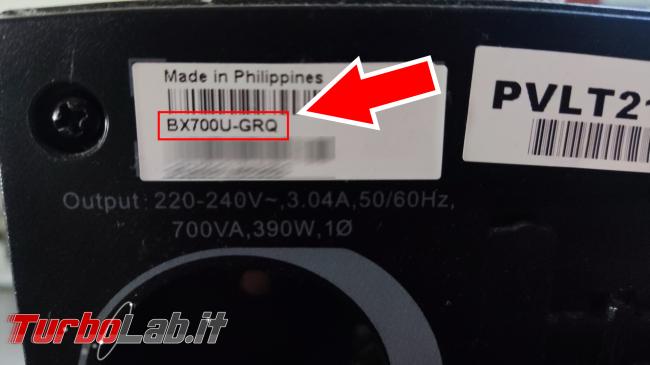 Made in Philippines
BX700U-GRQ
PVLT21
Output: 220-240V~,3.04A,50/60Hz,
700VA,390W,1Ø
TurboLab.it